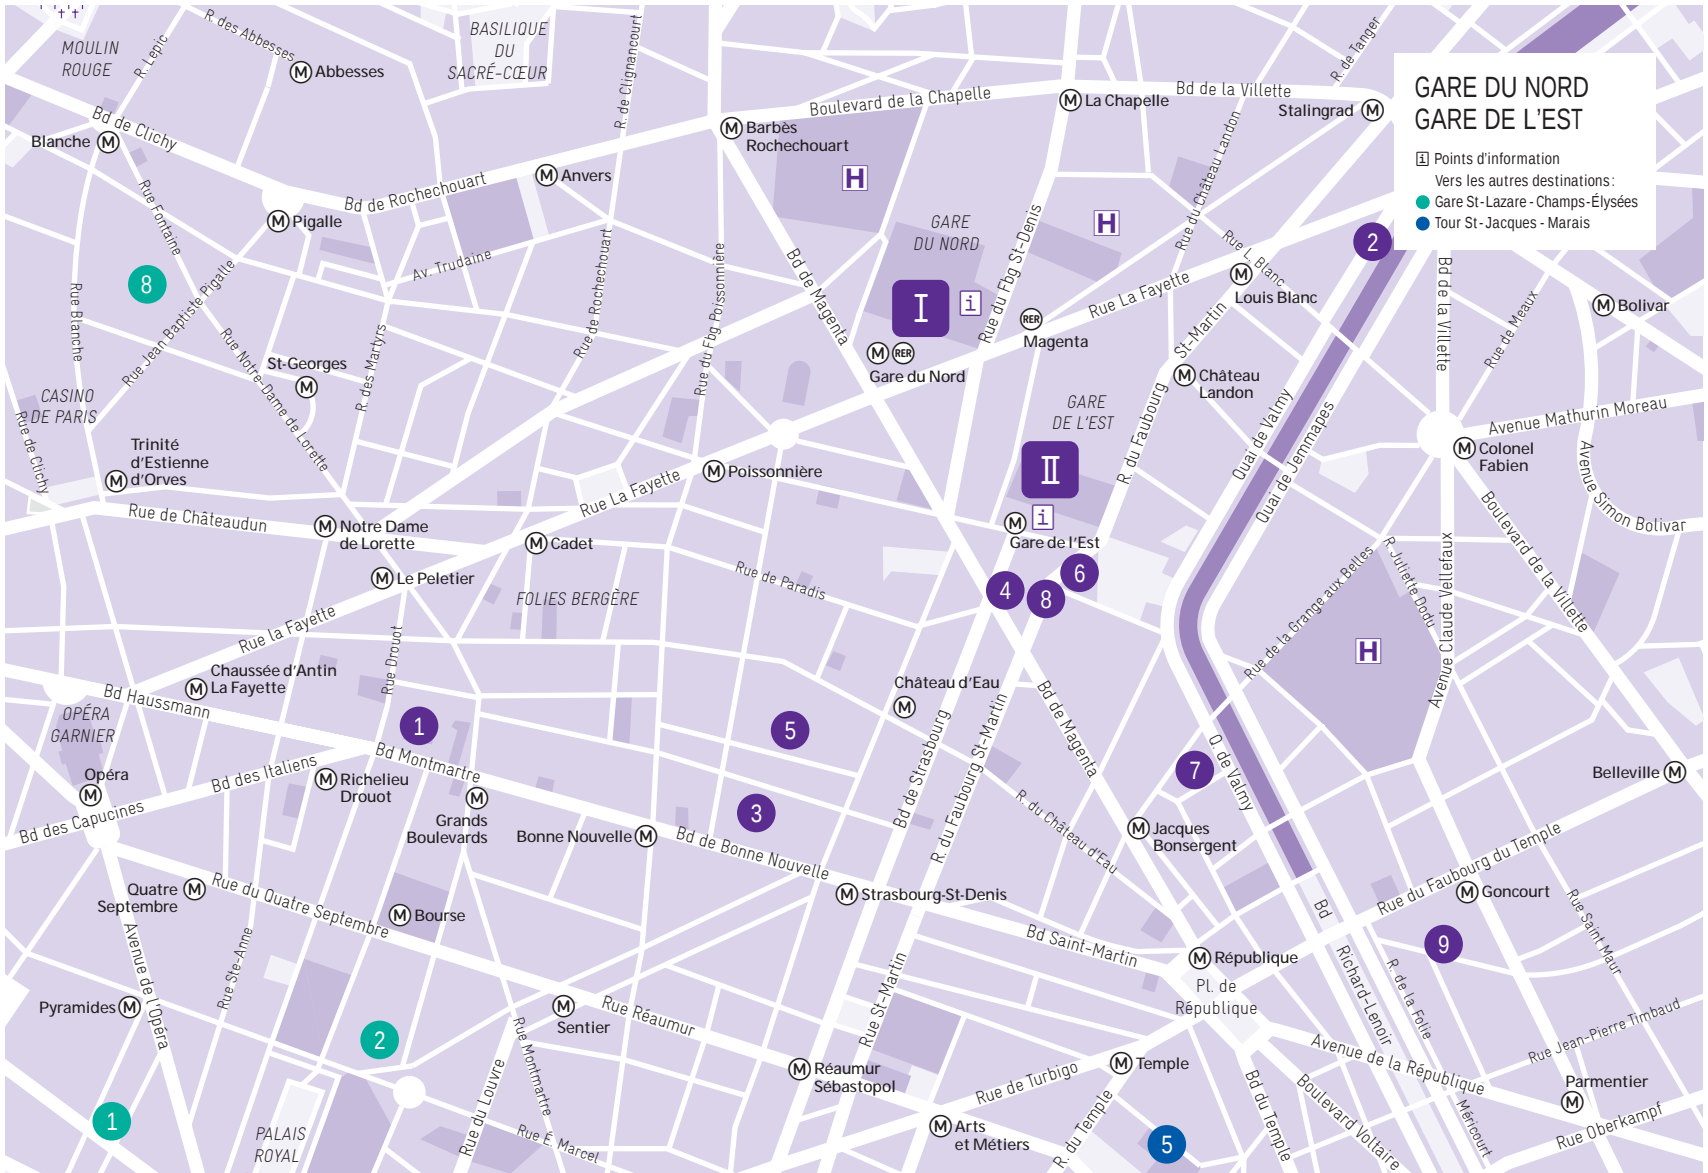 GARE DU NORD
GARE DE L'EST
i Points d'information
Vers les autres destinations :
Gare St-Lazare - Champs-Élysées
Tour St-Jacques - Marais
MOULIN
ROUGE
R. Lepic
R. des Abbesses
Abbesses
BASILIQUE
DU
SACRÉ-CŒUR
R. de Clignancourt
Boulevard de la Chapelle
La Chapelle
Bd de la Villette
R. de Tanger
Stalingrad
Bd de Clichy
Blanche
Barbès
Rochechouart
H
Anvers
Bd de Rochechouart
Pigalle
Rue Fontaine
GARE
DU NORD
H
Rue du Château Landon
Rue L. Blanc
Louis Blanc
2
8
Av. Trudaine
Rue de Rochechouart
Rue du Fbg Poissonnière
Bd de Magenta
I
i
Rue du Fbg St-Denis
RER
Magenta
Rue La Fayette
Bd de la Villette
Rue de Meaux
Bolivar
Rue Blanche
Rue Jean Baptiste Pigalle
St-Georges
Rue Notre-Dame de Lorette
R. des Martyrs
M RER
Gare du Nord
St-Martin
Château
Landon
CASINO
DE PARIS
Rue de Clichy
GARE
DE L'EST
R. du Faubourg
Quai de Valmy
Quai de Jemmapes
Avenue Mathurin Moreau
Colonel
Fabien
Avenue Simon Bolivar
Trinité
d'Estienne
d'Orves
Poissonnière
Rue La Fayette
II
i
Gare de l'Est
Rue de Châteaudun
Notre Dame
de Lorette
Cadet
Le Peletier
Rue de Paradis
FOLIES BERGÈRE
4
8
6
Rue de la Grange aux Belles
R. Juliette Dodu
Avenue Claude Vellefaux
Boulevard de la Villette
H
Rue la Fayette
Rue Drouot
Chaussée d'Antin
La Fayette
Bd Haussmann
OPÉRA
GARNIER
1
5
Château d'Eau
Bd de Strasbourg
R. du Faubourg St-Martin
Bd de Magenta
7
Q. de Valmy
Belleville
Opéra
Bd des Italiens
Richelieu
Drouot
Bd Montmartre
Grands
Boulevards
Bd des Capucines
Bonne Nouvelle
3
Bd de Bonne Nouvelle
R. du Château d'Eau
Jacques
Bonsergent
Rue du Faubourg du Temple
Quatre
Septembre
Rue du Quatre Septembre
Bourse
Strasbourg-St-Denis
Goncourt
Bd
Richard-Lenoir
Rue Saint Maur
Avenue de l'Opéra
Rue Ste-Anne
Bd Saint-Martin
République
Pl. de
République
9
R. de la Folie
Méricourt
Pyramides
2
Sentier
Rue Réaumur
Rue St-Martin
Rue Jean-Pierre Timbaud
Avenue de la République
Rue Montmartre
Rue du Louvre
Réaumur
Sébastopol
Rue de Turbigo
Temple
Parmentier
1
PALAIS
ROYAL
Rue É. Marcel
Arts
et Métiers
R. du Temple
5
Bd du Temple
Boulevard Voltaire
Rue Oberkampf